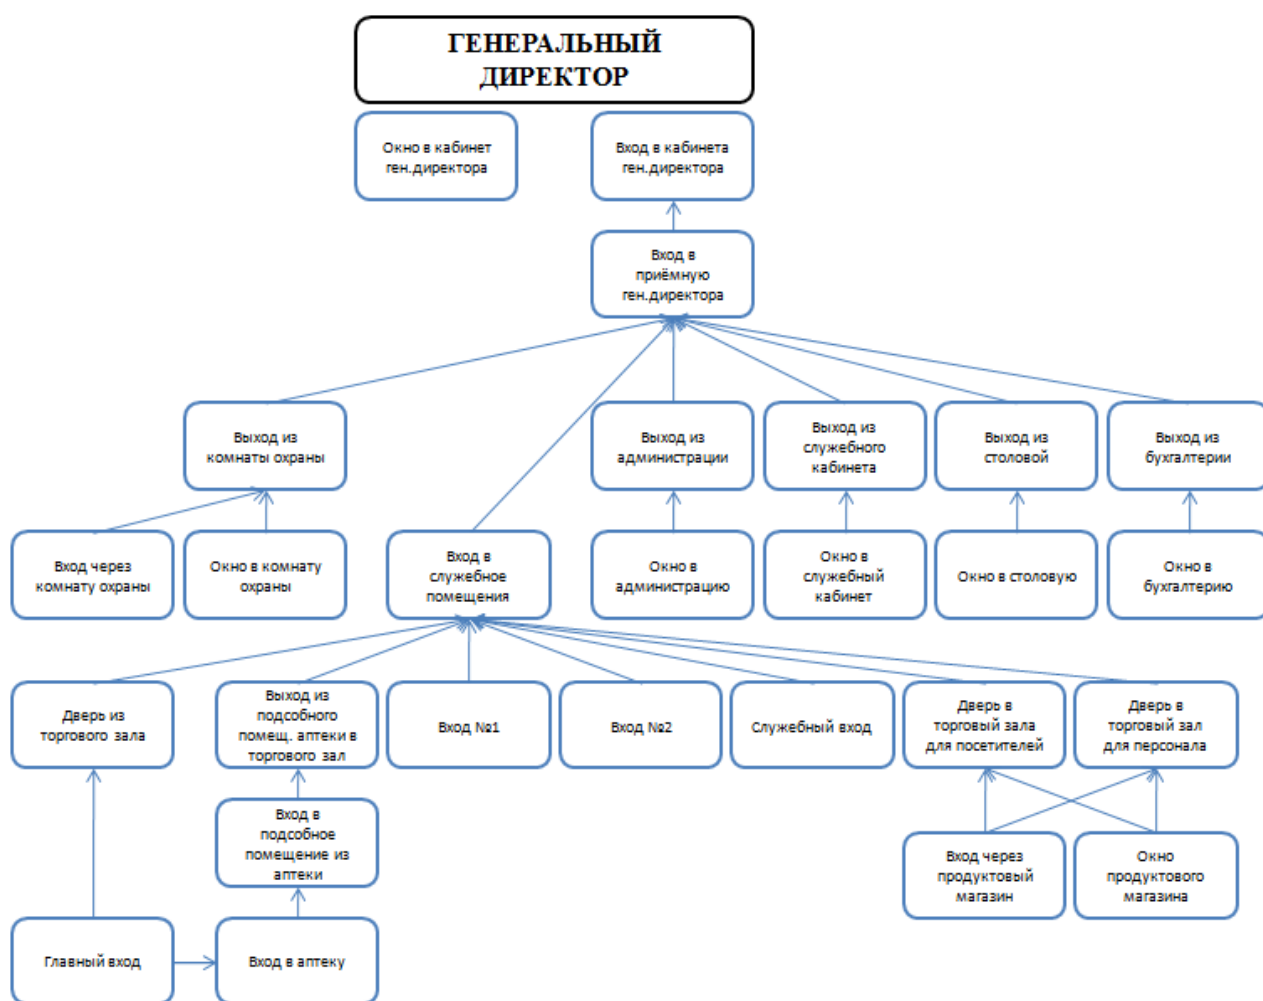 ГЕНЕРАЛЬНЫЙ
ДИРЕКТОР
Окно в кабинет
ген.директора
Вход в кабинета
ген.директора
Вход в
приёмную
ген.директора
Выход из
комнаты охраны
Выход из
администрации
Выход из
служебного
кабинета
Выход из
столовой
Выход из
бухгалтерии
Вход через
комнату охраны
Окно в комнату
охраны
Вход в
служебное
помещения
Окно в
администрацию
Окно в
служебный
кабинет
Окно в столовую
Окно в
бухгалтерию
Дверь из
торгового зала
Выход из
подсобного
помещ. аптеки в
торгового зал
Вход №1
Вход №2
Служебный вход
Дверь в
торговый зала
для посетителей
Дверь в
торговый зал
для персонала
Вход в
подсобное
помещение из
аптеки
Вход через
продуктовый
магазин
Окно
продуктового
магазина
Главный вход
Вход в аптеку